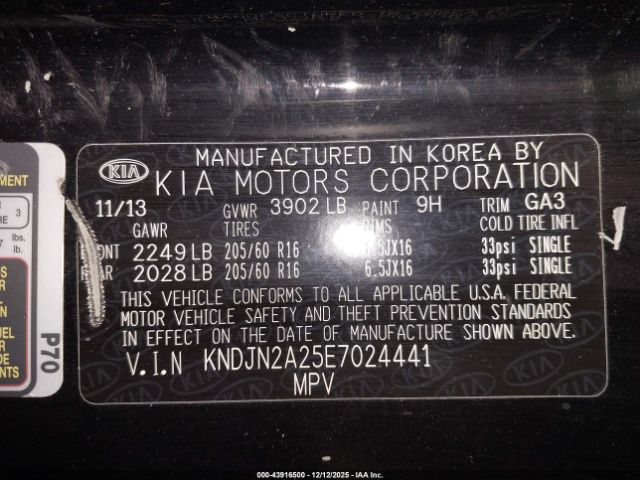 KIA MANUFACTURED IN KOREA BY
KIA MOTORS CORPORATION
11/13 GVWR 3902 LB PAINT 9H TRIM GA3
GAWR TIRES COLD TIRE INFL
2249 LB 205/60 R16 33psi SINGLE
2028 LB 205/60 R16 6.5JX16 33psi SINGLE
THIS VEHICLE CONFORMS TO ALL APPLICABLE U.S.A. FEDERAL
MOTOR VEHICLE SAFETY AND THEFT PREVENTION STANDARDS
IN EFFECT ON THE DATE OF MANUFACTURE SHOWN ABOVE.
V.I.N KNDJN2A25E7024441
MPV
3
lbs.
lb.
P70
000-43916500 - 12/12/2025 - IAA Inc.